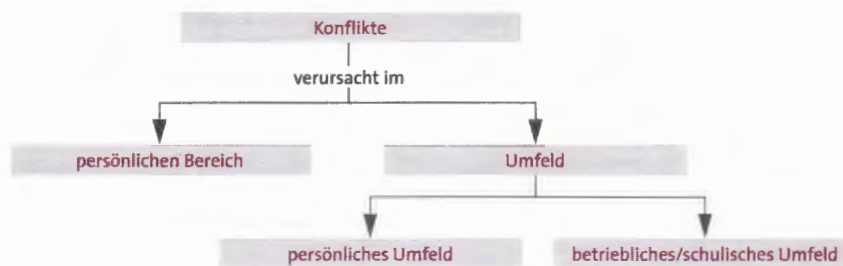 Konflikte
verursacht im
persönlichen Bereich
Umfeld
persönliches Umfeld
betriebliches/schulisches Umfeld